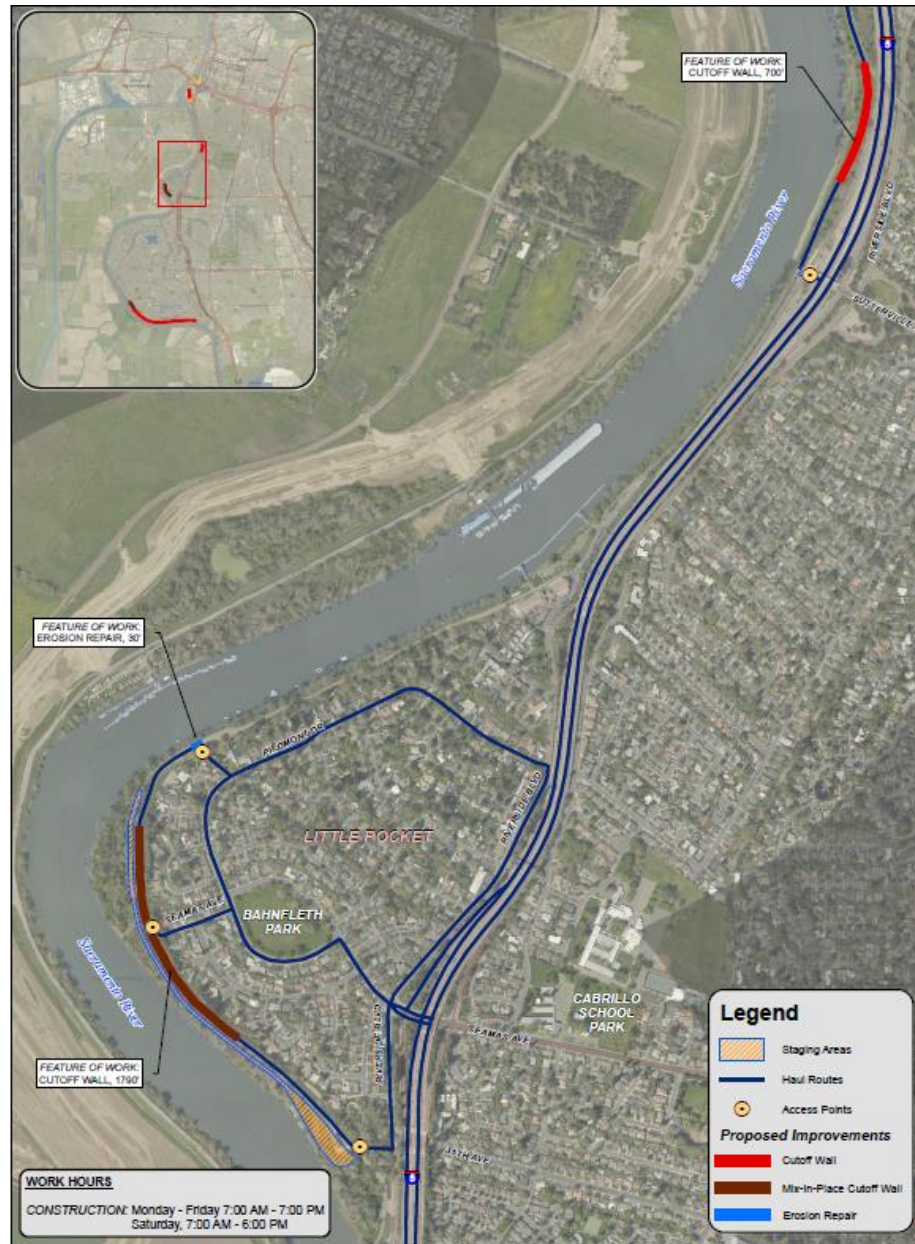 FEATURE OF WORK:
CUTOFF WALL, 700'
5
RIVERSIDE BLVD
Sacramento River
SUTTERVILLE
FEATURE OF WORK:
EROSION REPAIR, 30'
PIEDMONT DR
RIVERSIDE BLVD
LITTLE POCKET
SEAMAS AVE
BAHNFLETH
PARK
Sacramento River
CABRILLO
SCHOOL
PARK
SEAMAS AVE
FEATURE OF WORK:
CUTOFF WALL, 1790'
35TH AVE
5
WORK HOURS
CONSTRUCTION: Monday - Friday 7:00 AM - 7:00 PM
Saturday, 7:00 AM - 6:00 PM
Legend
Staging Areas
Haul Routes
Access Points
Proposed Improvements
Cutoff Wall
Mix-In-Place Cutoff Wall
Erosion Repair